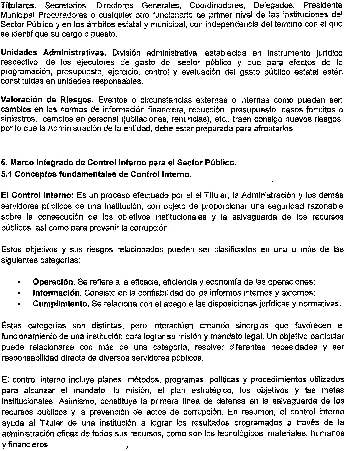 Titulares. Secretarios Directores Generales, Coordinadores, Delegados, Presidente
Municipal Procuradores o cualquier otro funcionario de primer nivel de las instituciones del
Sector Público y en los ámbitos estatal y municipal, con independencia del término con el que
se identifique su cargo o puesto.
Unidades Administrativas. División administrativa establecida en instrumento jurídico
respectivo de los ejecutores de gasto del sector público y que para efectos de la
programación, presupuesto, ejercicio, control y evaluación del gasto público estatal estén
constituidas en unidades responsables.
Valoración de Riesgos. Eventos o circunstancias externas o internas como pueden ser:
cambios en las normas de información financiera, reducción presupuesto, casos fortuitos o
siniestros, cambios de personal (jubilaciones, renuncias), etc., traen consigo nuevos riesgos,
por lo que la Administración de la entidad, debe estar preparada para afrontarlos.
5. Marco Integrado de Control Interno para el Sector Público.
5.1 Conceptos fundamentales de Control Interno.
El Control Interno: Es un proceso efectuado por el Titular, la Administración y los demás
servidores públicos de una Institución, con objeto de proporcionar una seguridad razonable
sobre la consecución de los objetivos institucionales y la salvaguarda de los recursos
públicos, así como para prevenir la corrupción.
Estos objetivos y sus riesgos relacionados pueden ser clasificados en una o más de las
siguientes categorías:
• Operación. Se refiere a la eficacia, eficiencia y economía de las operaciones;
• Información. Consiste en la confiabilidad de los informes internos y externos;
• Cumplimiento. Se relaciona con el apego a las disposiciones jurídicas y normativas.
Estas categorías son distintas, pero interactúan creando sinergias que favorecen el
funcionamiento de una institución para lograr su misión y mandato legal. Un objetivo particular
puede relacionarse con más de una categoría, resolver diferentes necesidades y ser
responsabilidad directa de diversos servidores públicos.
El control interno incluye planes, métodos, programas, políticas y procedimientos utilizados
para alcanzar el mandato, la misión, el plan estratégico, los objetivos y las metas
institucionales. Asimismo, constituye la primera línea de defensa en la salvaguarda de los
recursos públicos y la prevención de actos de corrupción. En resumen, el control interno
ayuda al Titular de una institución a lograr los resultados programados a través de la
administración eficaz de todos sus recursos, como son los tecnológicos, materiales, humanos
y financieros